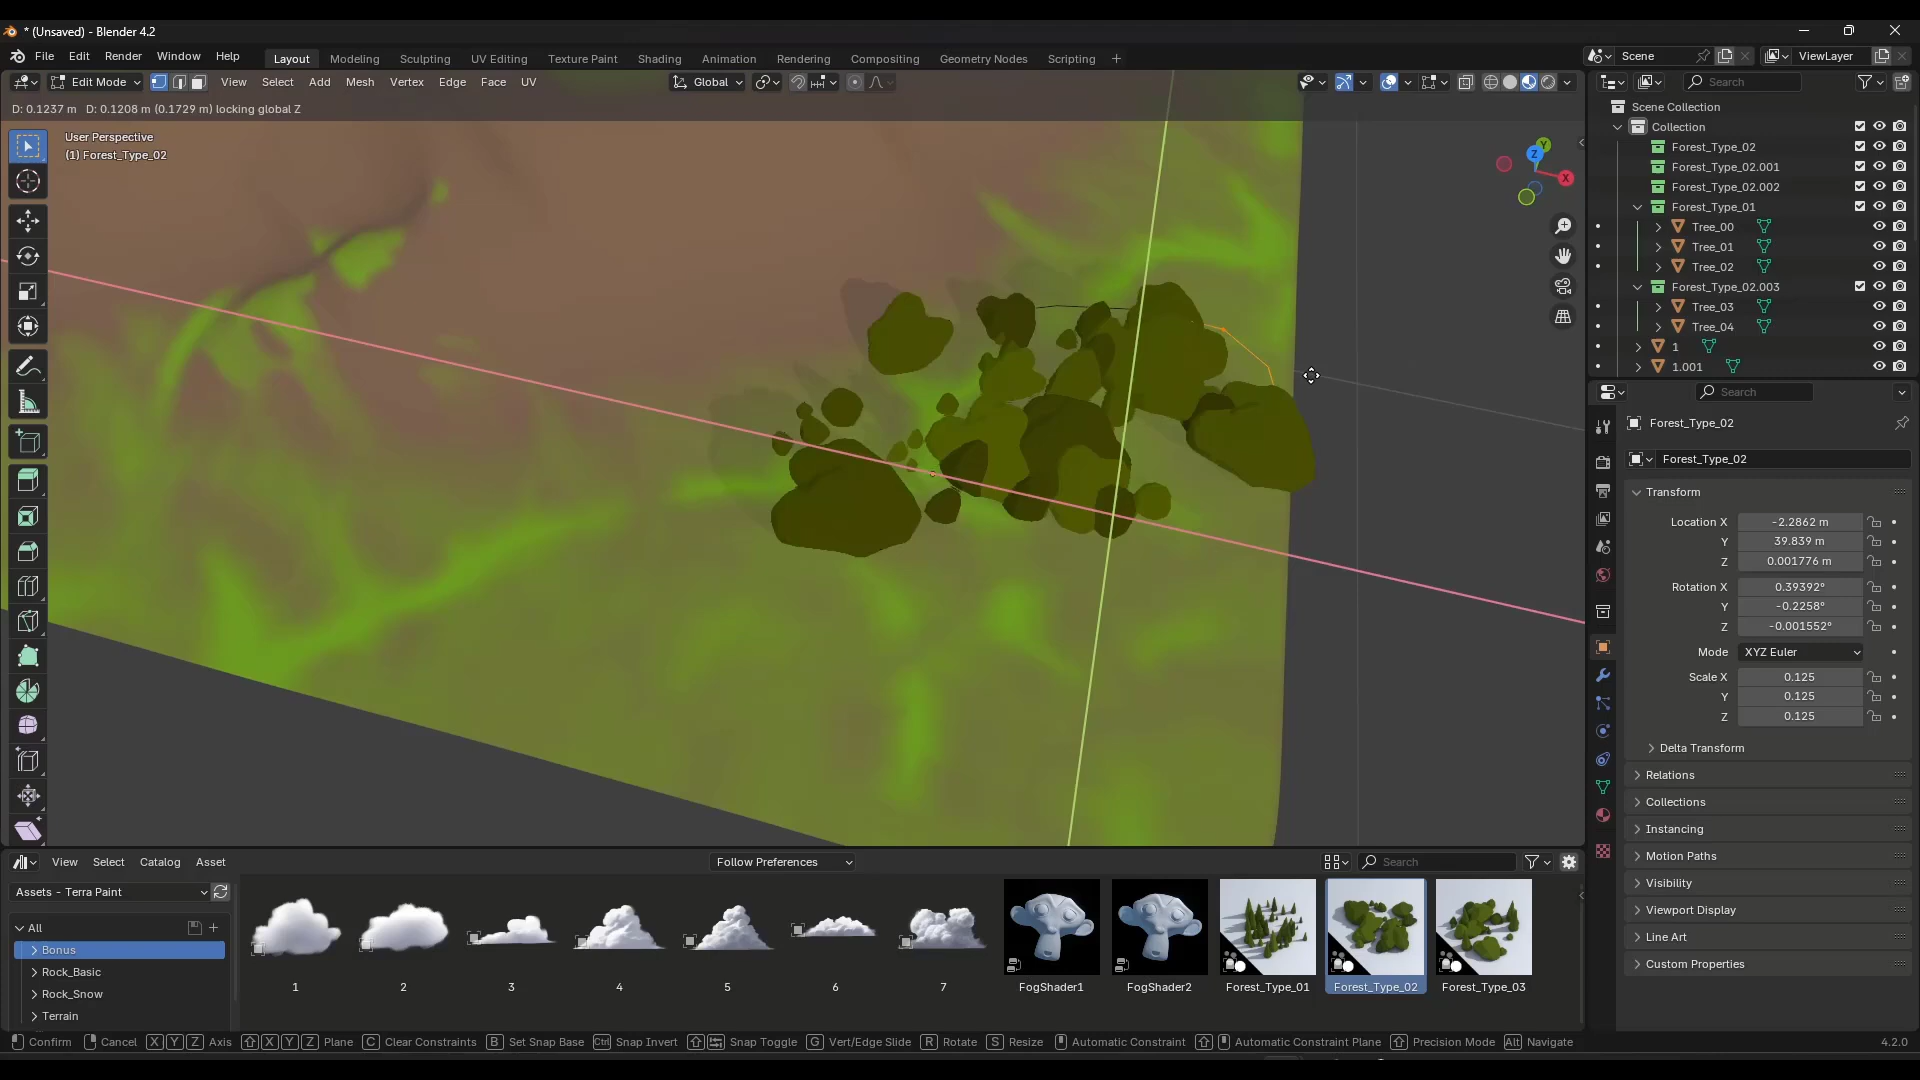 * (Unsaved) - Blender 4.2
File Edit Render Window Help
Layout Modeling Sculpting UV Editing Texture Paint Shading Animation Rendering Compositing Geometry Nodes Scripting +
Scene
ViewLayer
Edit Mode View Select Add Mesh Vertex Edge Face UV
Global
Search
D: 0.1237 m D: 0.1208 m (0.1729 m) locking global Z
User Perspective
(1) Forest_Type_02
Z
Y
X
Scene Collection
Collection
Forest_Type_02
Forest_Type_02.001
Forest_Type_02.002
Forest_Type_01
Tree_00
Tree_01
Tree_02
Forest_Type_02.003
Tree_03
Tree_04
1
1.001
Search
Forest_Type_02
Forest_Type_02
Transform
Location X -2.2862 m
Y 39.839 m
Z 0.001776 m
Rotation X 0.39392°
Y -0.2258°
Z -0.001552°
Mode XYZ Euler
Scale X 0.125
Y 0.125
Z 0.125
Delta Transform
Relations
Collections
Instancing
Motion Paths
Visibility
Viewport Display
Line Art
Custom Properties
View Select Catalog Asset
Follow Preferences
Search
Assets - Terra Paint
All
Bonus
Rock_Basic
Rock_Snow
Terrain
1 2 3 4 5 6 7 FogShader1 FogShader2 Forest_Type_01 Forest_Type_02 Forest_Type_03
Confirm Cancel X Y Z Axis X Y Z Plane C Clear Constraints B Set Snap Base Ctrl Snap Invert Snap Toggle G Vert/Edge Slide R Rotate S Resize Automatic Constraint Automatic Constraint Plane Precision Mode Alt Navigate
4.2.0